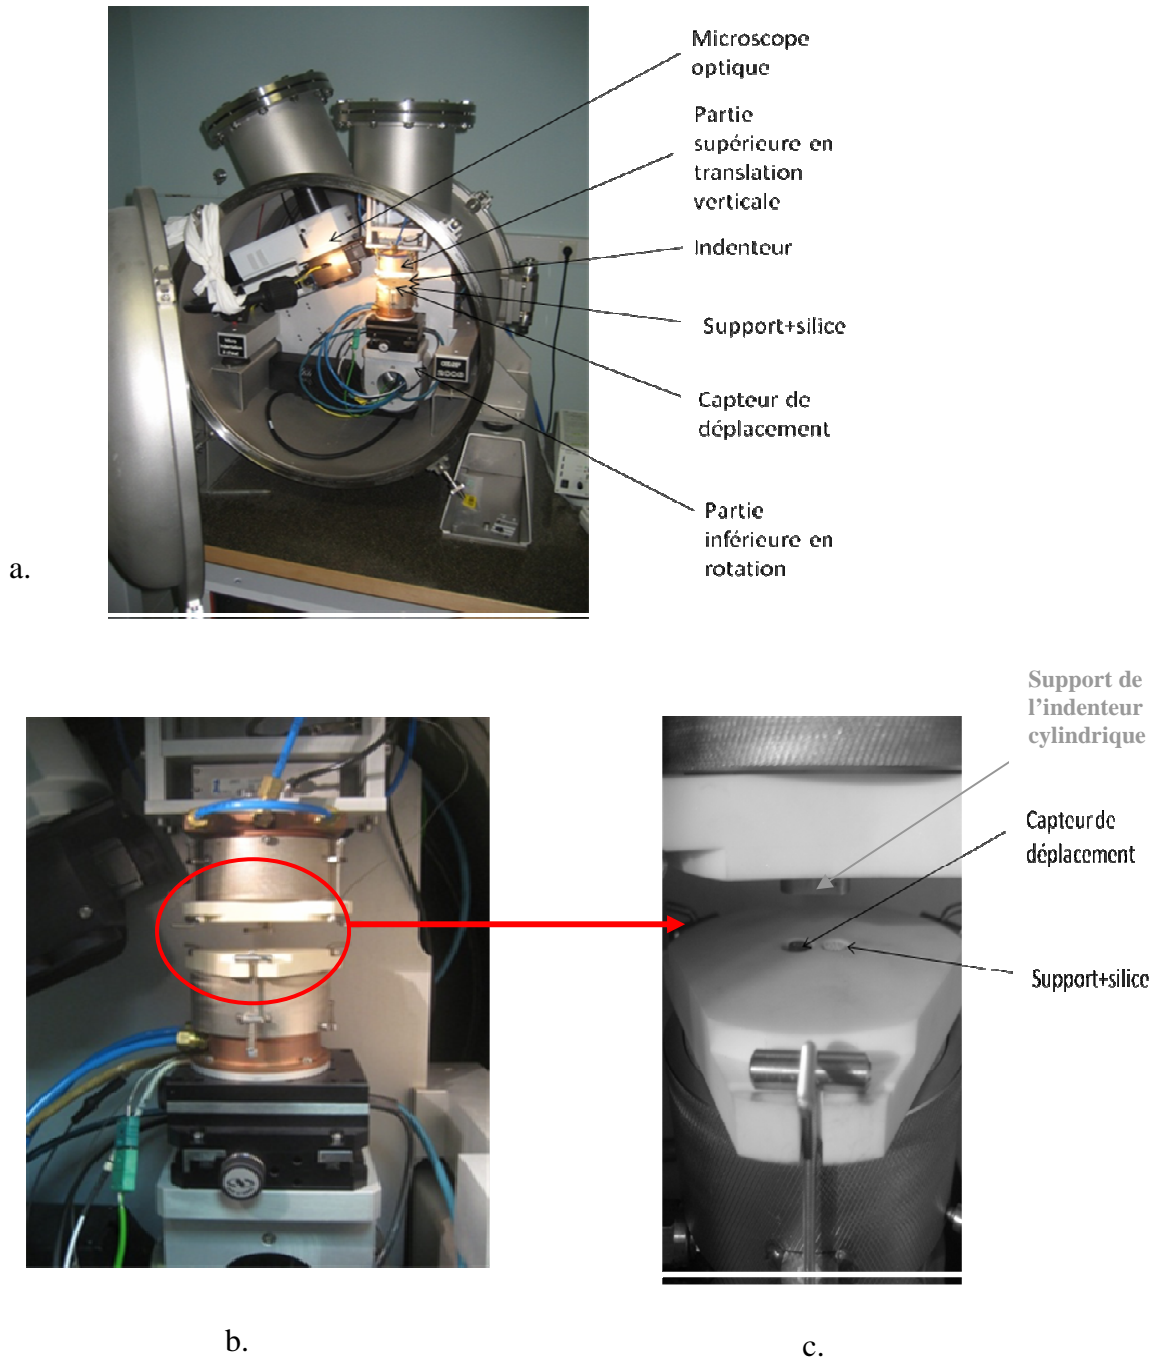 Microscope
optique
Partie
supérieure en
translation
verticale
Indenteur
Support+silice
Capteur de
déplacement
Partie
inférieure en
rotation
a.
Support de
l'indenteur
cylindrique
Capteur de
déplacement
Support+silice
b.
c.